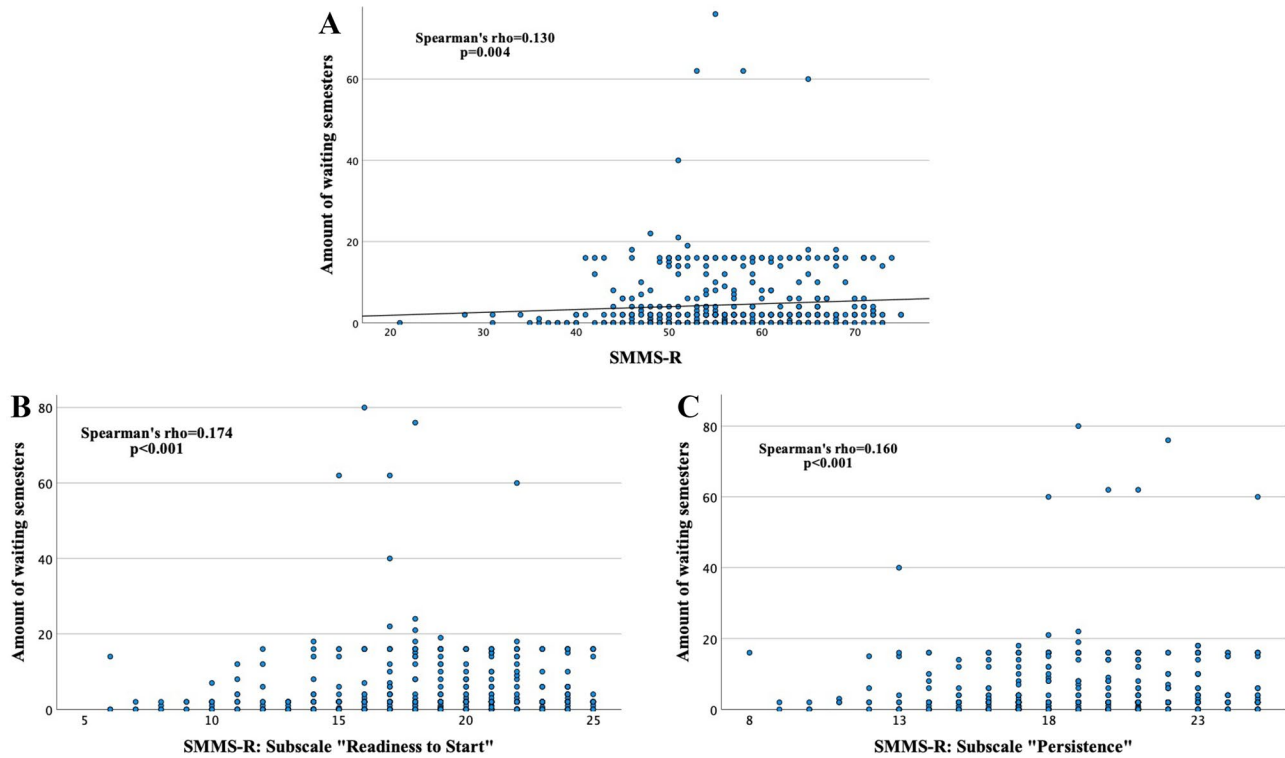 A
Spearman's rho=0.130
p=0.004
Amount of waiting semesters
60
40
20
0
20 30 40 50 60 70
SMMS-R
B
Spearman's rho=0.174
p<0.001
Amount of waiting semesters
80
60
40
20
0
5 10 15 20 25
SMMS-R: Subscale "Readiness to Start"
C
Spearman's rho=0.160
p<0.001
Amount of waiting semesters
80
60
40
20
0
8 13 18 23
SMMS-R: Subscale "Persistence"